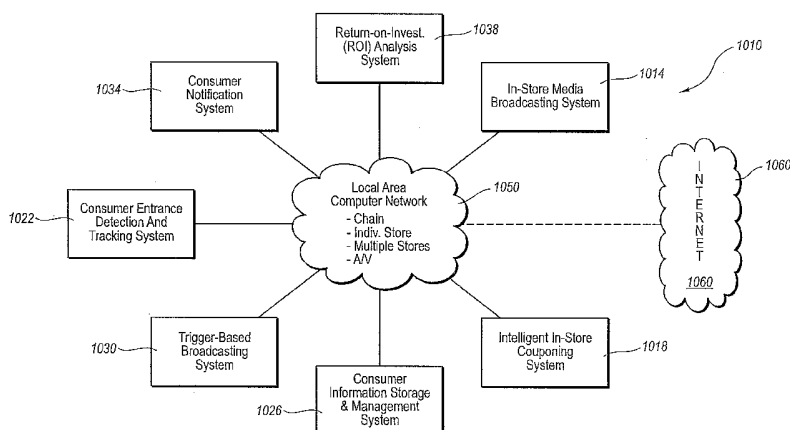 Return-on-Invest.
(ROI) Analysis
System
1038
1010
Consumer
Notification
System
1034
In-Store Media
Broadcasting System
1014
Local Area
Computer Network
- Chain
- Indiv. Store
- Multiple Stores
- A/V
1050
INTERNET
1060
1060
Consumer Entrance
Detection And
Tracking System
1022
Trigger-Based
Broadcasting
System
1030
Consumer
Information Storage
& Management
System
1026
Intelligent In-Store
Couponing
System
1018